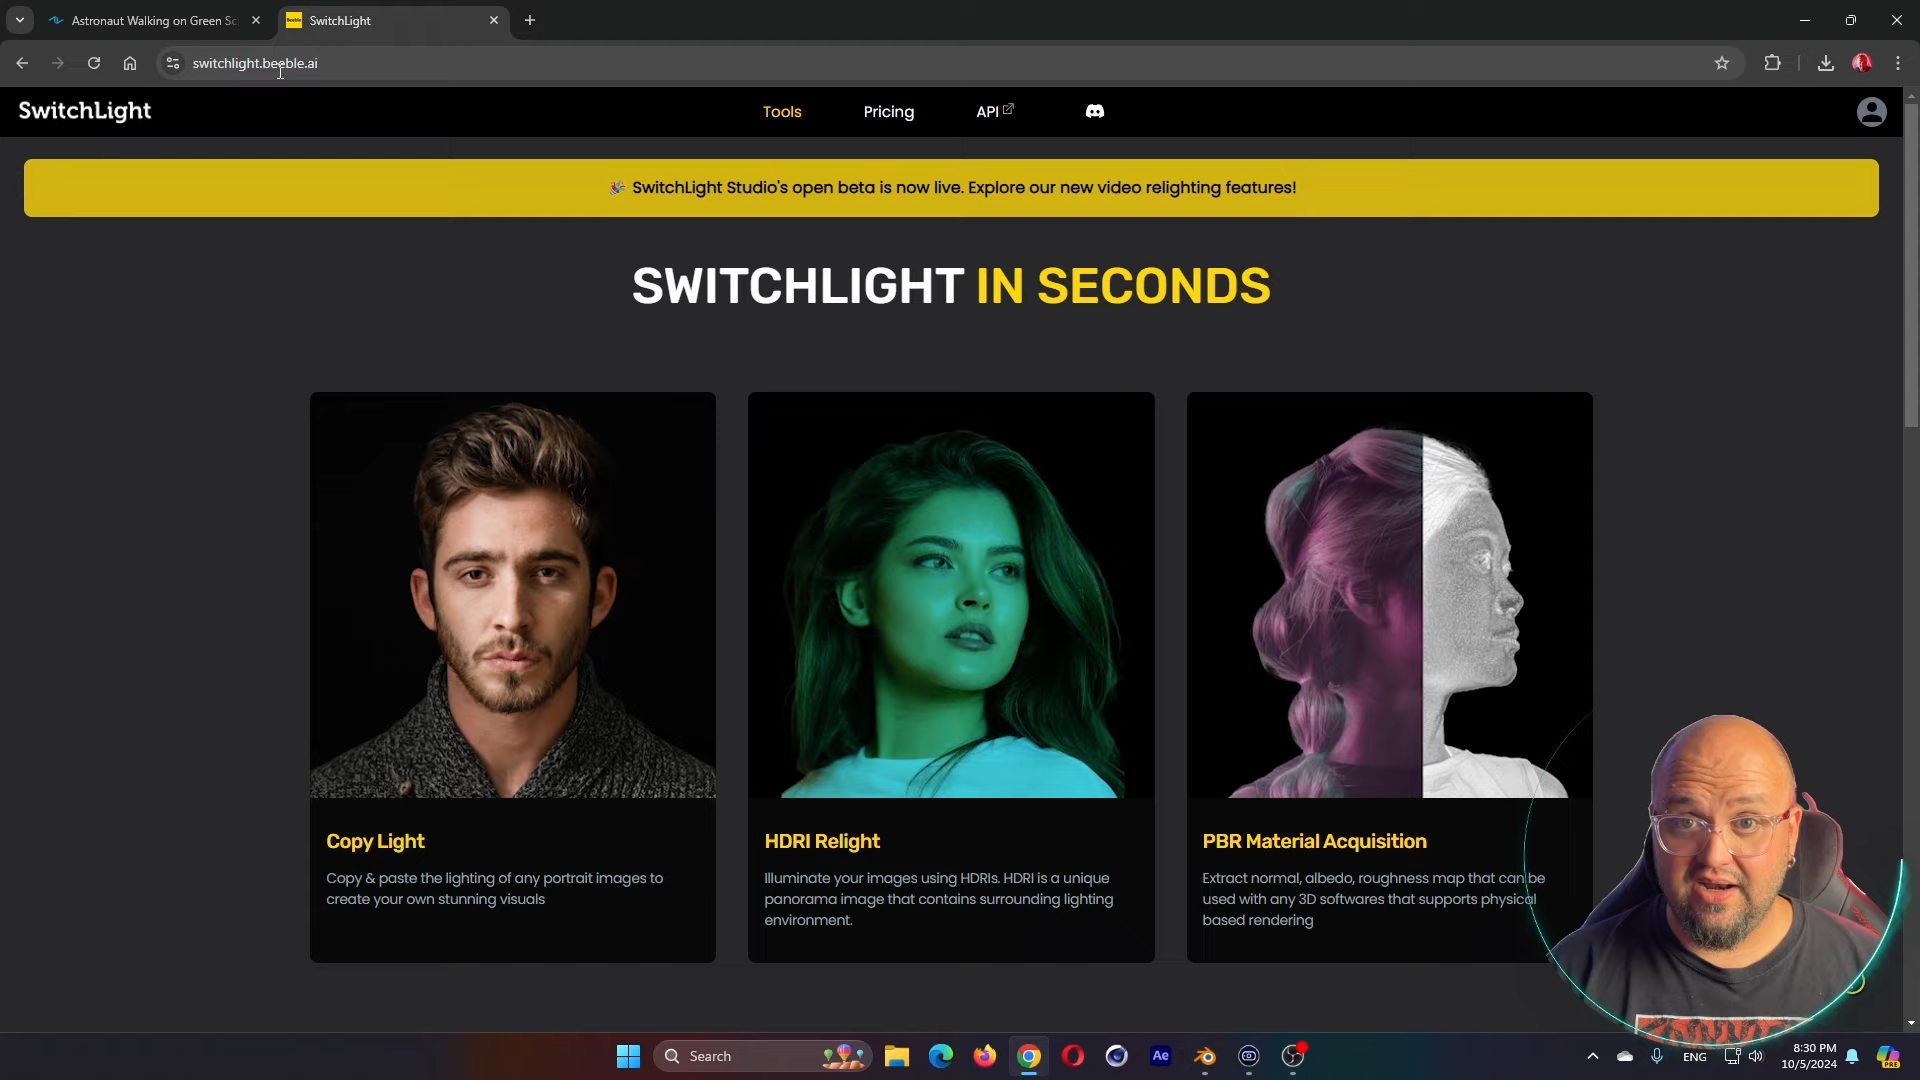 Astronaut Walking on Green Sc
SwitchLight
switchlight.beeble.ai
SwitchLight
Tools
Pricing
API
SwitchLight Studio's open beta is now live. Explore our new video relighting features!
SWITCHLIGHT IN SECONDS
Copy Light
Copy & paste the lighting of any portrait images to
create your own stunning visuals
HDRI Relight
Illuminate your images using HDRIs. HDRI is a unique
panorama image that contains surrounding lighting
environment.
PBR Material Acquisition
Extract normal, albedo, roughness map that can be
used with any 3D softwares that supports physical
based rendering
Search
Ae
ENG
8:30 PM
10/5/2024
PRE